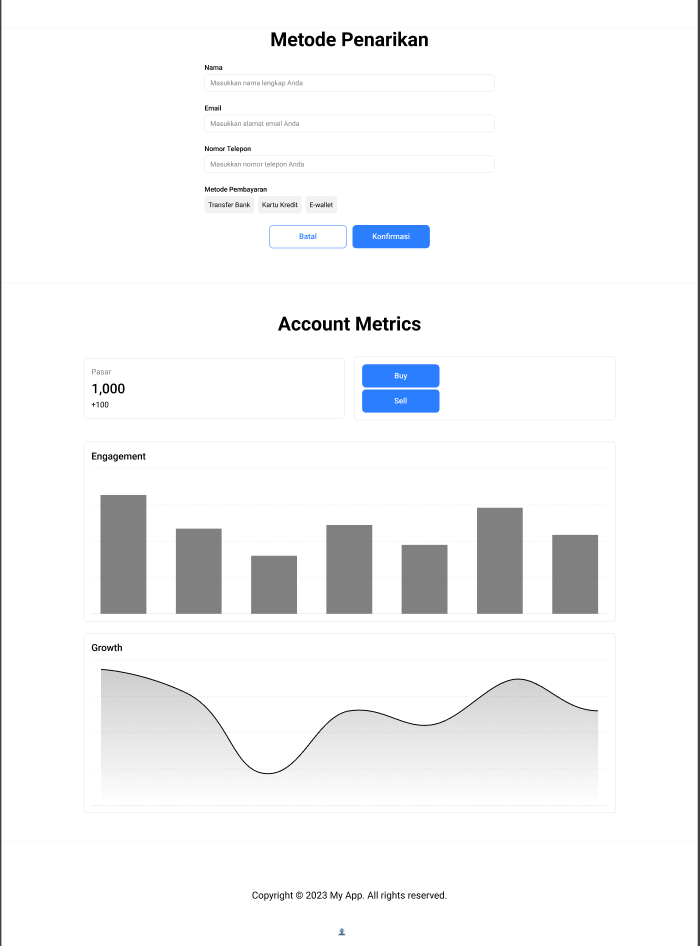 Metode Penarikan
Nama
Masukkan nama lengkap Anda
Email
Masukkan alamat email Anda
Nomor Telepon
Masukkan nomor telepon Anda
Metode Pembayaran
Transfer Bank Kartu Kredit E-wallet
Batal Konfirmasi
Account Metrics
Pasar
1,000
+100
Buy
Sell
Engagement
Growth
Copyright © 2023 My App. All rights reserved.